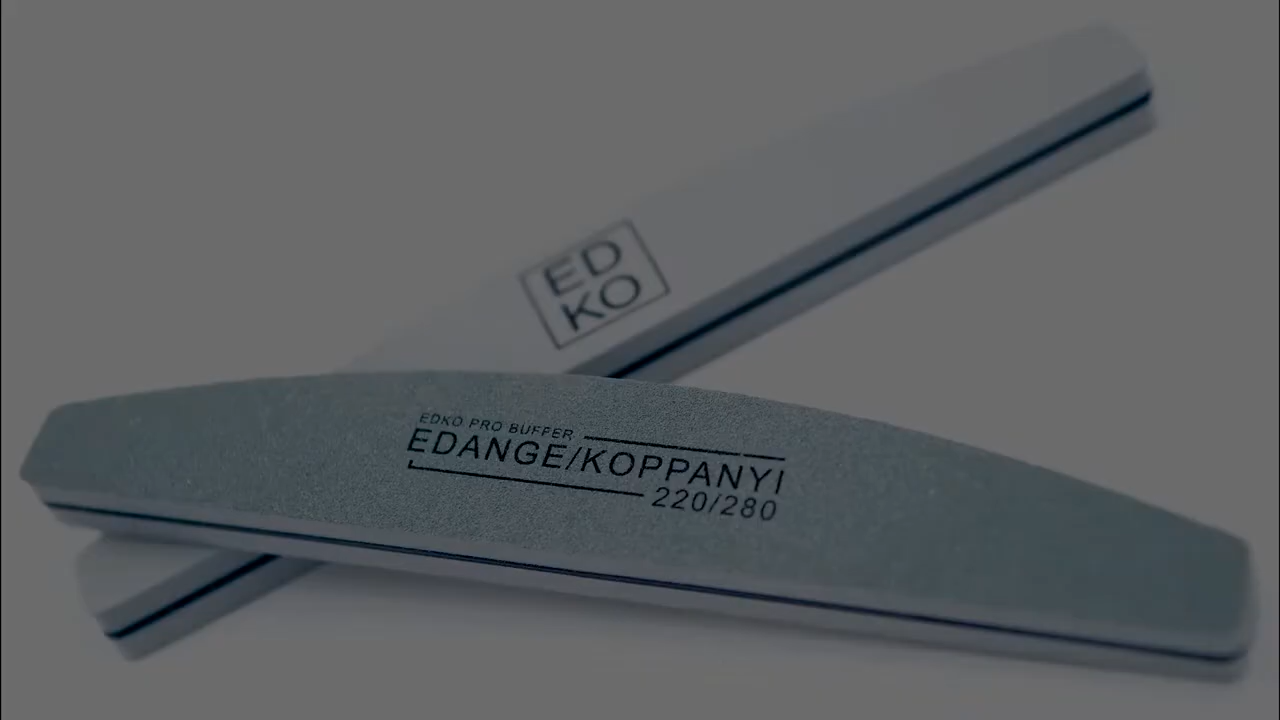 ED
KO
EDKO PRO BUFFER
EDANGE/KOPPANYI
220/280